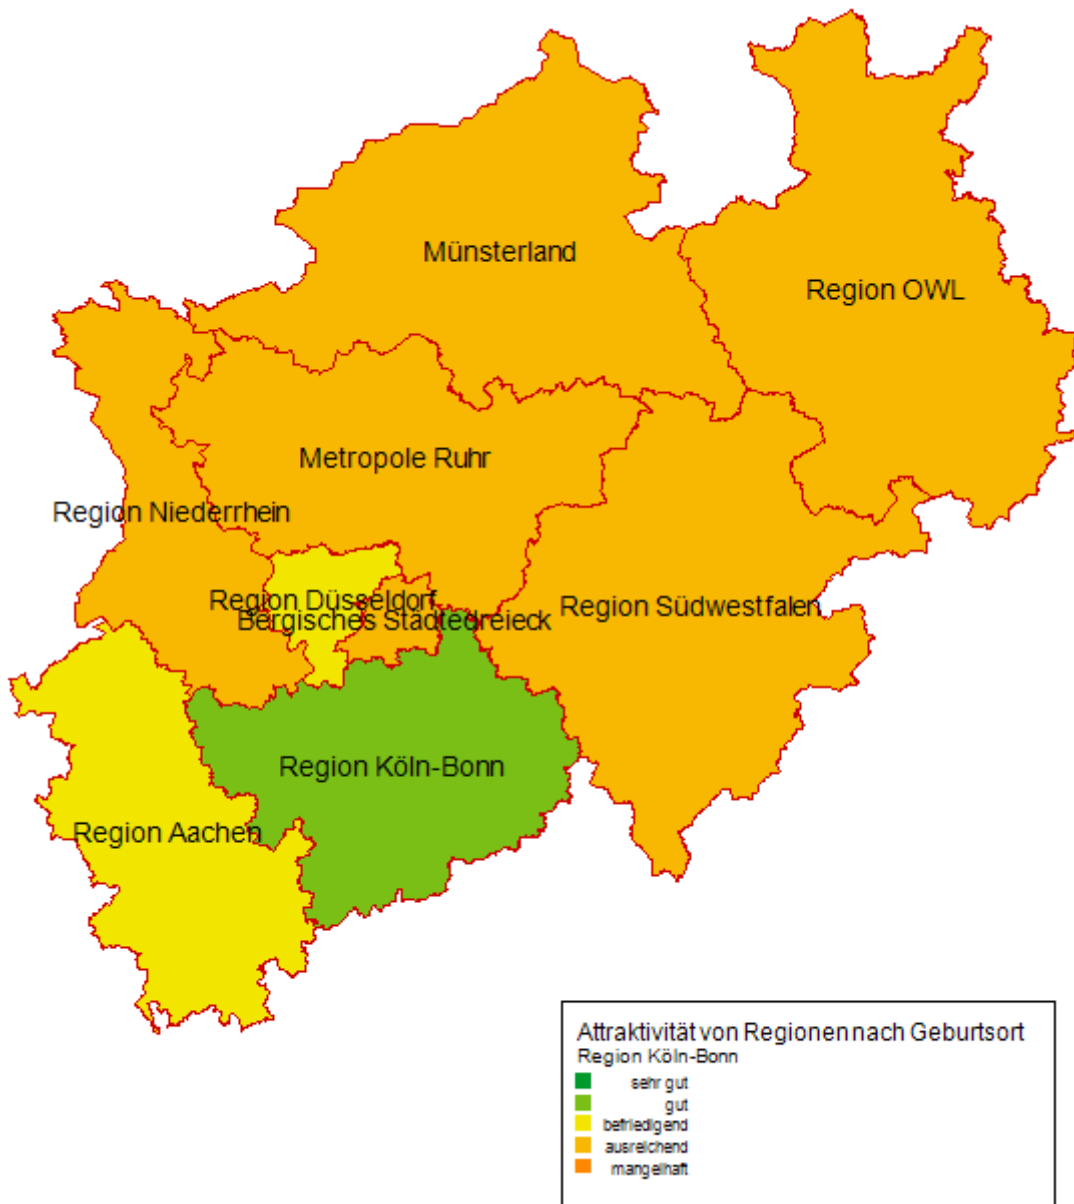 Münsterland
Region OWL
Metropole Ruhr
Region Niederrhein
Region Düsseldorf
Bergisches Städtedreieck
Region Südwestfalen
Region Köln-Bonn
Region Aachen
Attraktivität von Regionen nach Geburtsort
Region Köln-Bonn
sehr gut
gut
befriedigend
ausreichend
mangelhaft